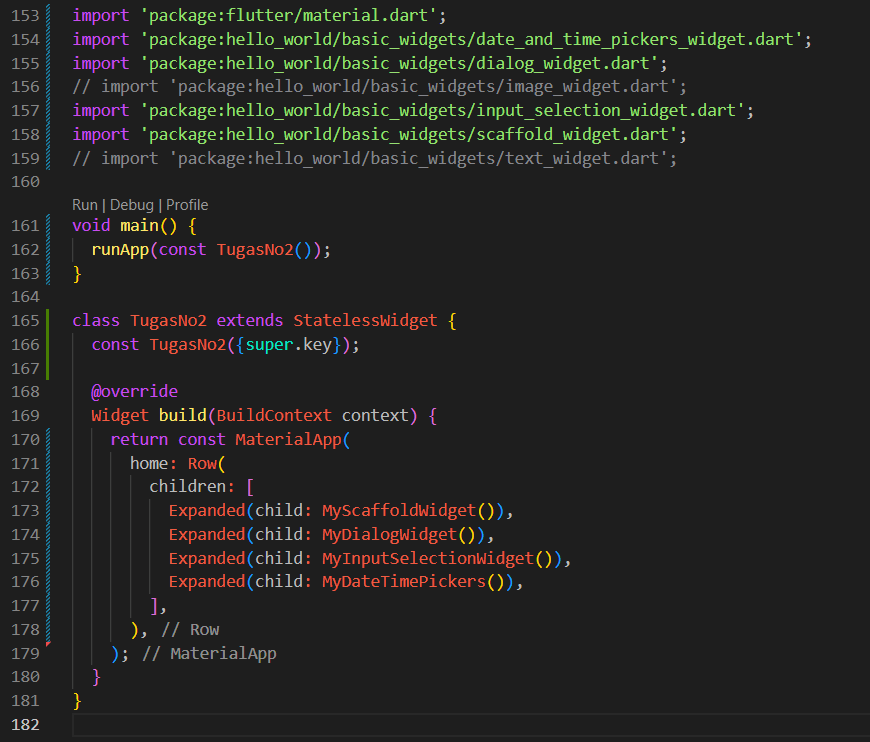 153 import 'package:flutter/material.dart';
154 import 'package:hello_world/basic_widgets/date_and_time_pickers_widget.dart';
155 import 'package:hello_world/basic_widgets/dialog_widget.dart';
156 // import 'package:hello_world/basic_widgets/image_widget.dart';
157 import 'package:hello_world/basic_widgets/input_selection_widget.dart';
158 import 'package:hello_world/basic_widgets/scaffold_widget.dart';
159 // import 'package:hello_world/basic_widgets/text_widget.dart';
160
Run | Debug | Profile
161 void main() {
162   runApp(const TugasNo2());
163 }
164
165 class TugasNo2 extends StatelessWidget {
166   const TugasNo2({super.key});
167
168   @override
169   Widget build(BuildContext context) {
170     return const MaterialApp(
171       home: Row(
172         children: [
173           Expanded(child: MyScaffoldWidget()),
174           Expanded(child: MyDialogWidget()),
175           Expanded(child: MyInputSelectionWidget()),
176           Expanded(child: MyDateTimePickers()),
177         ],
178       ), // Row
179     ); // MaterialApp
180   }
181 }
182